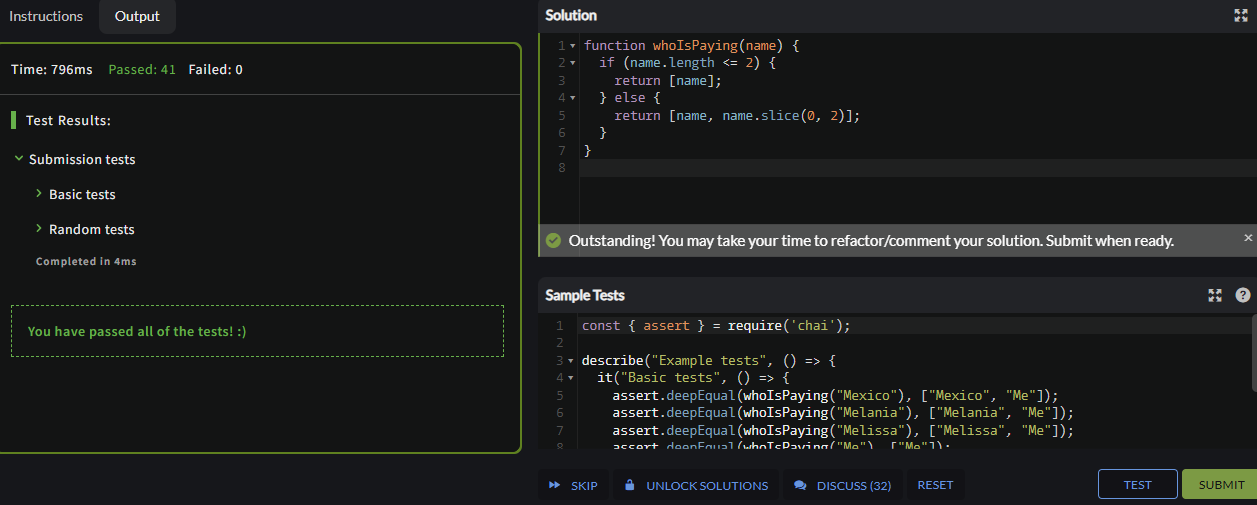 Instructions
Output
Time: 796ms Passed: 41 Failed: 0
Test Results:
Submission tests
Basic tests
Random tests
Completed in 4ms
You have passed all of the tests! :)
Solution
1 function whoIsPaying(name) {
2   if (name.length <= 2) {
3     return [name];
4   } else {
5     return [name, name.slice(0, 2)];
6   }
7 }
8
Outstanding! You may take your time to refactor/comment your solution. Submit when ready.
×
Sample Tests
?
1 const { assert } = require('chai');
2
3 describe("Example tests", () => {
4   it("Basic tests", () => {
5     assert.deepEqual(whoIsPaying("Mexico"), ["Mexico", "Me"]);
6     assert.deepEqual(whoIsPaying("Melania"), ["Melania", "Me"]);
7     assert.deepEqual(whoIsPaying("Melissa"), ["Melissa", "Me"]);
8     assert.deepEqual(whoIsPaying("Me"), ["Me"]);
SKIP
UNLOCK SOLUTIONS
DISCUSS (32)
RESET
TEST
SUBMIT